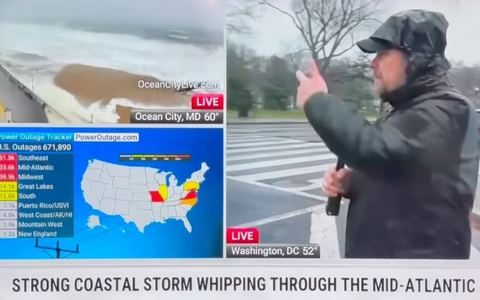 OceanCityLive.com
LIVE
Ocean City, MD 60°
Power Outage Tracker PowerOutage.com
U.S. Outages 671,890
Southeast
Mid-Atlantic
Midwest
Great Lakes
South
Puerto Rico/VI
West Coast/AK/HI
Mountain West
New England
LIVE
Washington, DC 52°
STRONG COASTAL STORM WHIPPING THROUGH THE MID-ATLANTIC